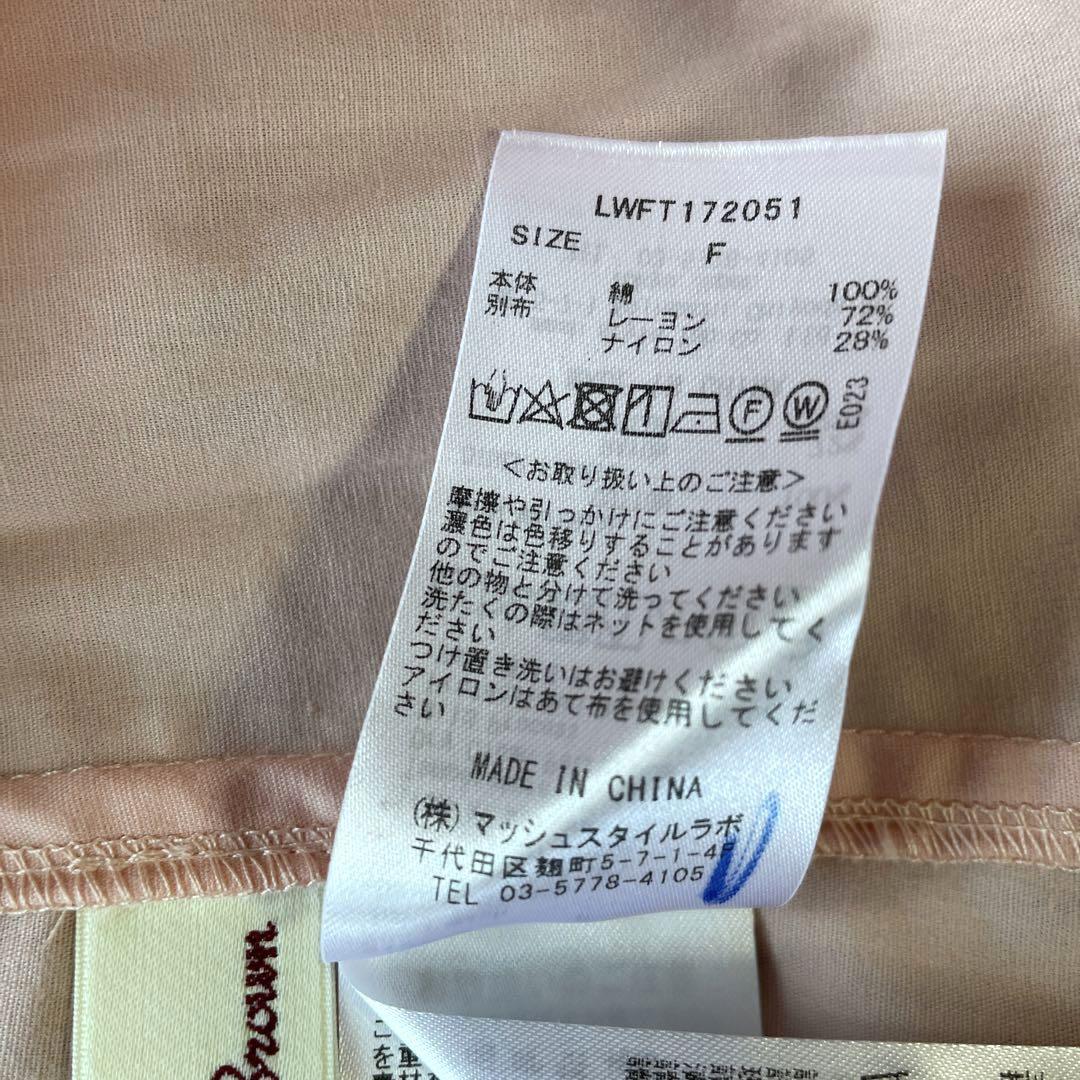 LWFT172051
SIZE F
本体 綿 100%
別布 レーヨン 72%
ナイロン 28%
F W E023
<お取り扱い上のご注意>
摩擦や引っかけにご注意ください
濃色は色移りすることがあります
のでご注意ください
他の物と分けて洗ってください
洗たくの際はネットを使用してく
ださい
つけ置き洗いはお避けください
アイロンはあて布を使用してくだ
さい
MADE IN CHINA
(株)マッシュスタイルラボ
千代田区麹町5-7-1-4F
TEL 03-5778-4105
Brown